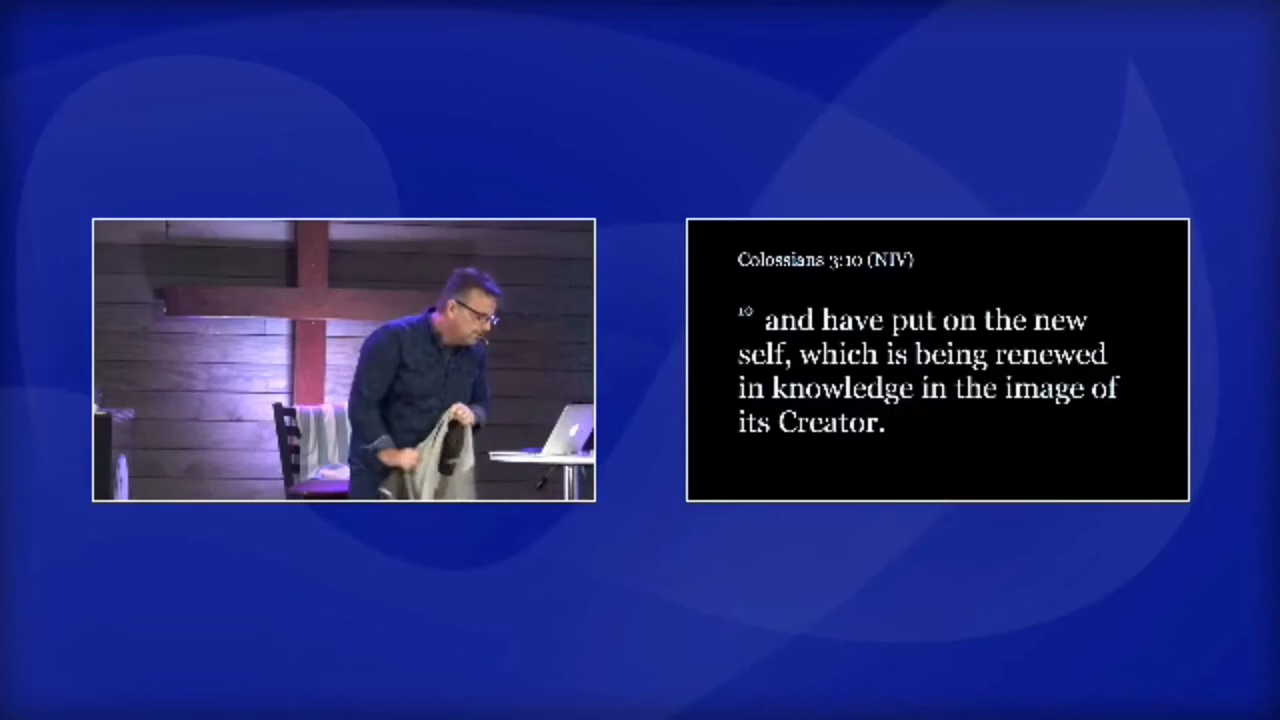 Colossians 3:10 (NIV)
10 and have put on the new
self, which is being renewed
in knowledge in the image of
its Creator.